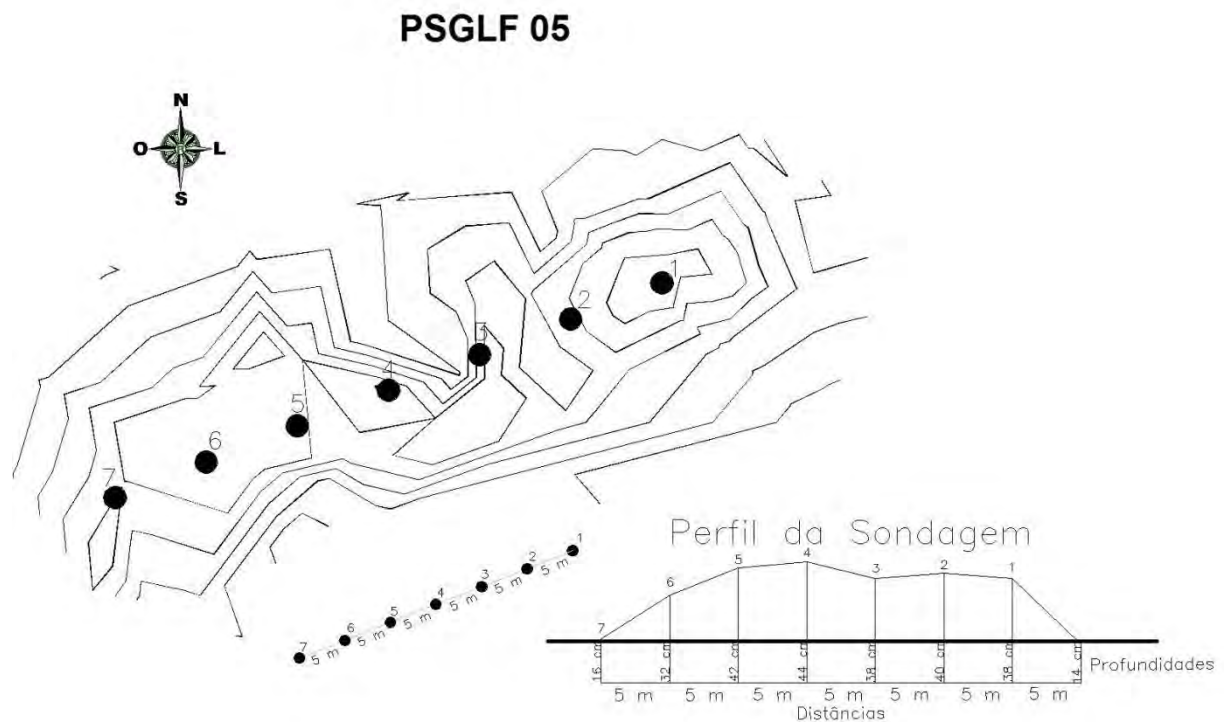 PSGLF 05
N
O L
S
1
2
3
4
5
6
7
Perfil da Sondagem
1
2
3
4
5
6
7
5 m 5 m 5 m 5 m 5 m 5 m
7 6 5 4 3 2 1
16 cm 32 cm 42 cm 44 cm 38 cm 40 cm 38 cm 14 cm
Profundidades
5 m 5 m 5 m 5 m 5 m 5 m 5 m
Distâncias